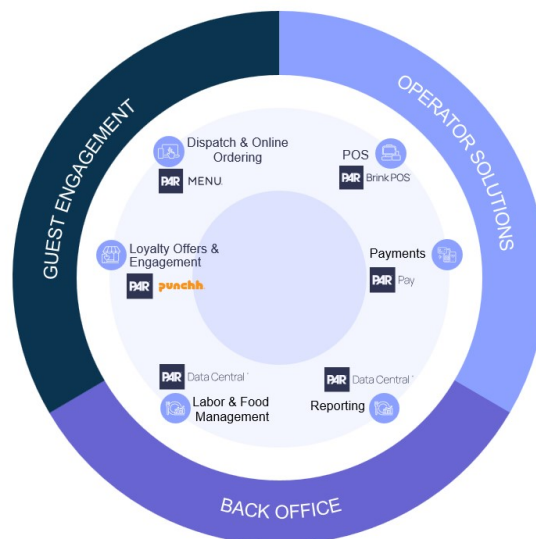 GUEST ENGAGEMENT
OPERATOR SOLUTIONS
Dispatch & Online
Ordering
PAR MENU
POS
PAR Brink POS
Loyalty Offers &
Engagement
PAR punchh
Payments
PAR Pay
PAR Data Central
Labor & Food
Management
PAR Data Central
Reporting
BACK OFFICE